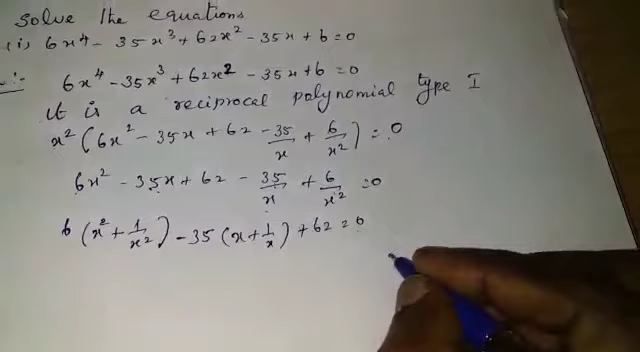 Solve the equations
(i) 6x⁴ - 35x³ + 62x² - 35x + 6 = 0
6x⁴ - 35x³ + 62x² - 35x + 6 = 0
it is a reciprocal polynomial type I
x² (6x² - 35x + 62 - 35/x + 6/x²) = 0
6x² - 35x + 62 - 35/x + 6/x² = 0
6 (x² + 1/x²) - 35 (x + 1/x) + 62 = 0